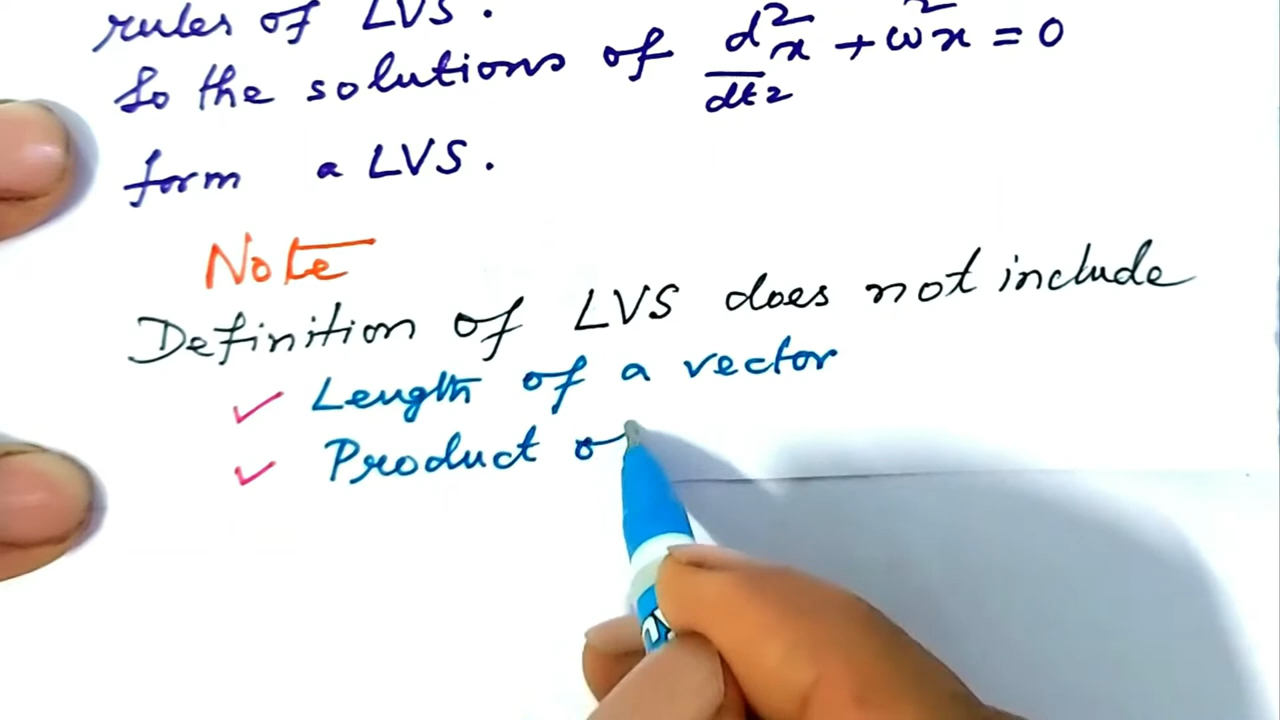 rules of LVS.
So the solutions of d²x/dt² + ω²x = 0
form a LVS.
Note
Definition of LVS does not include
✓ Length of a vector
✓ Product o